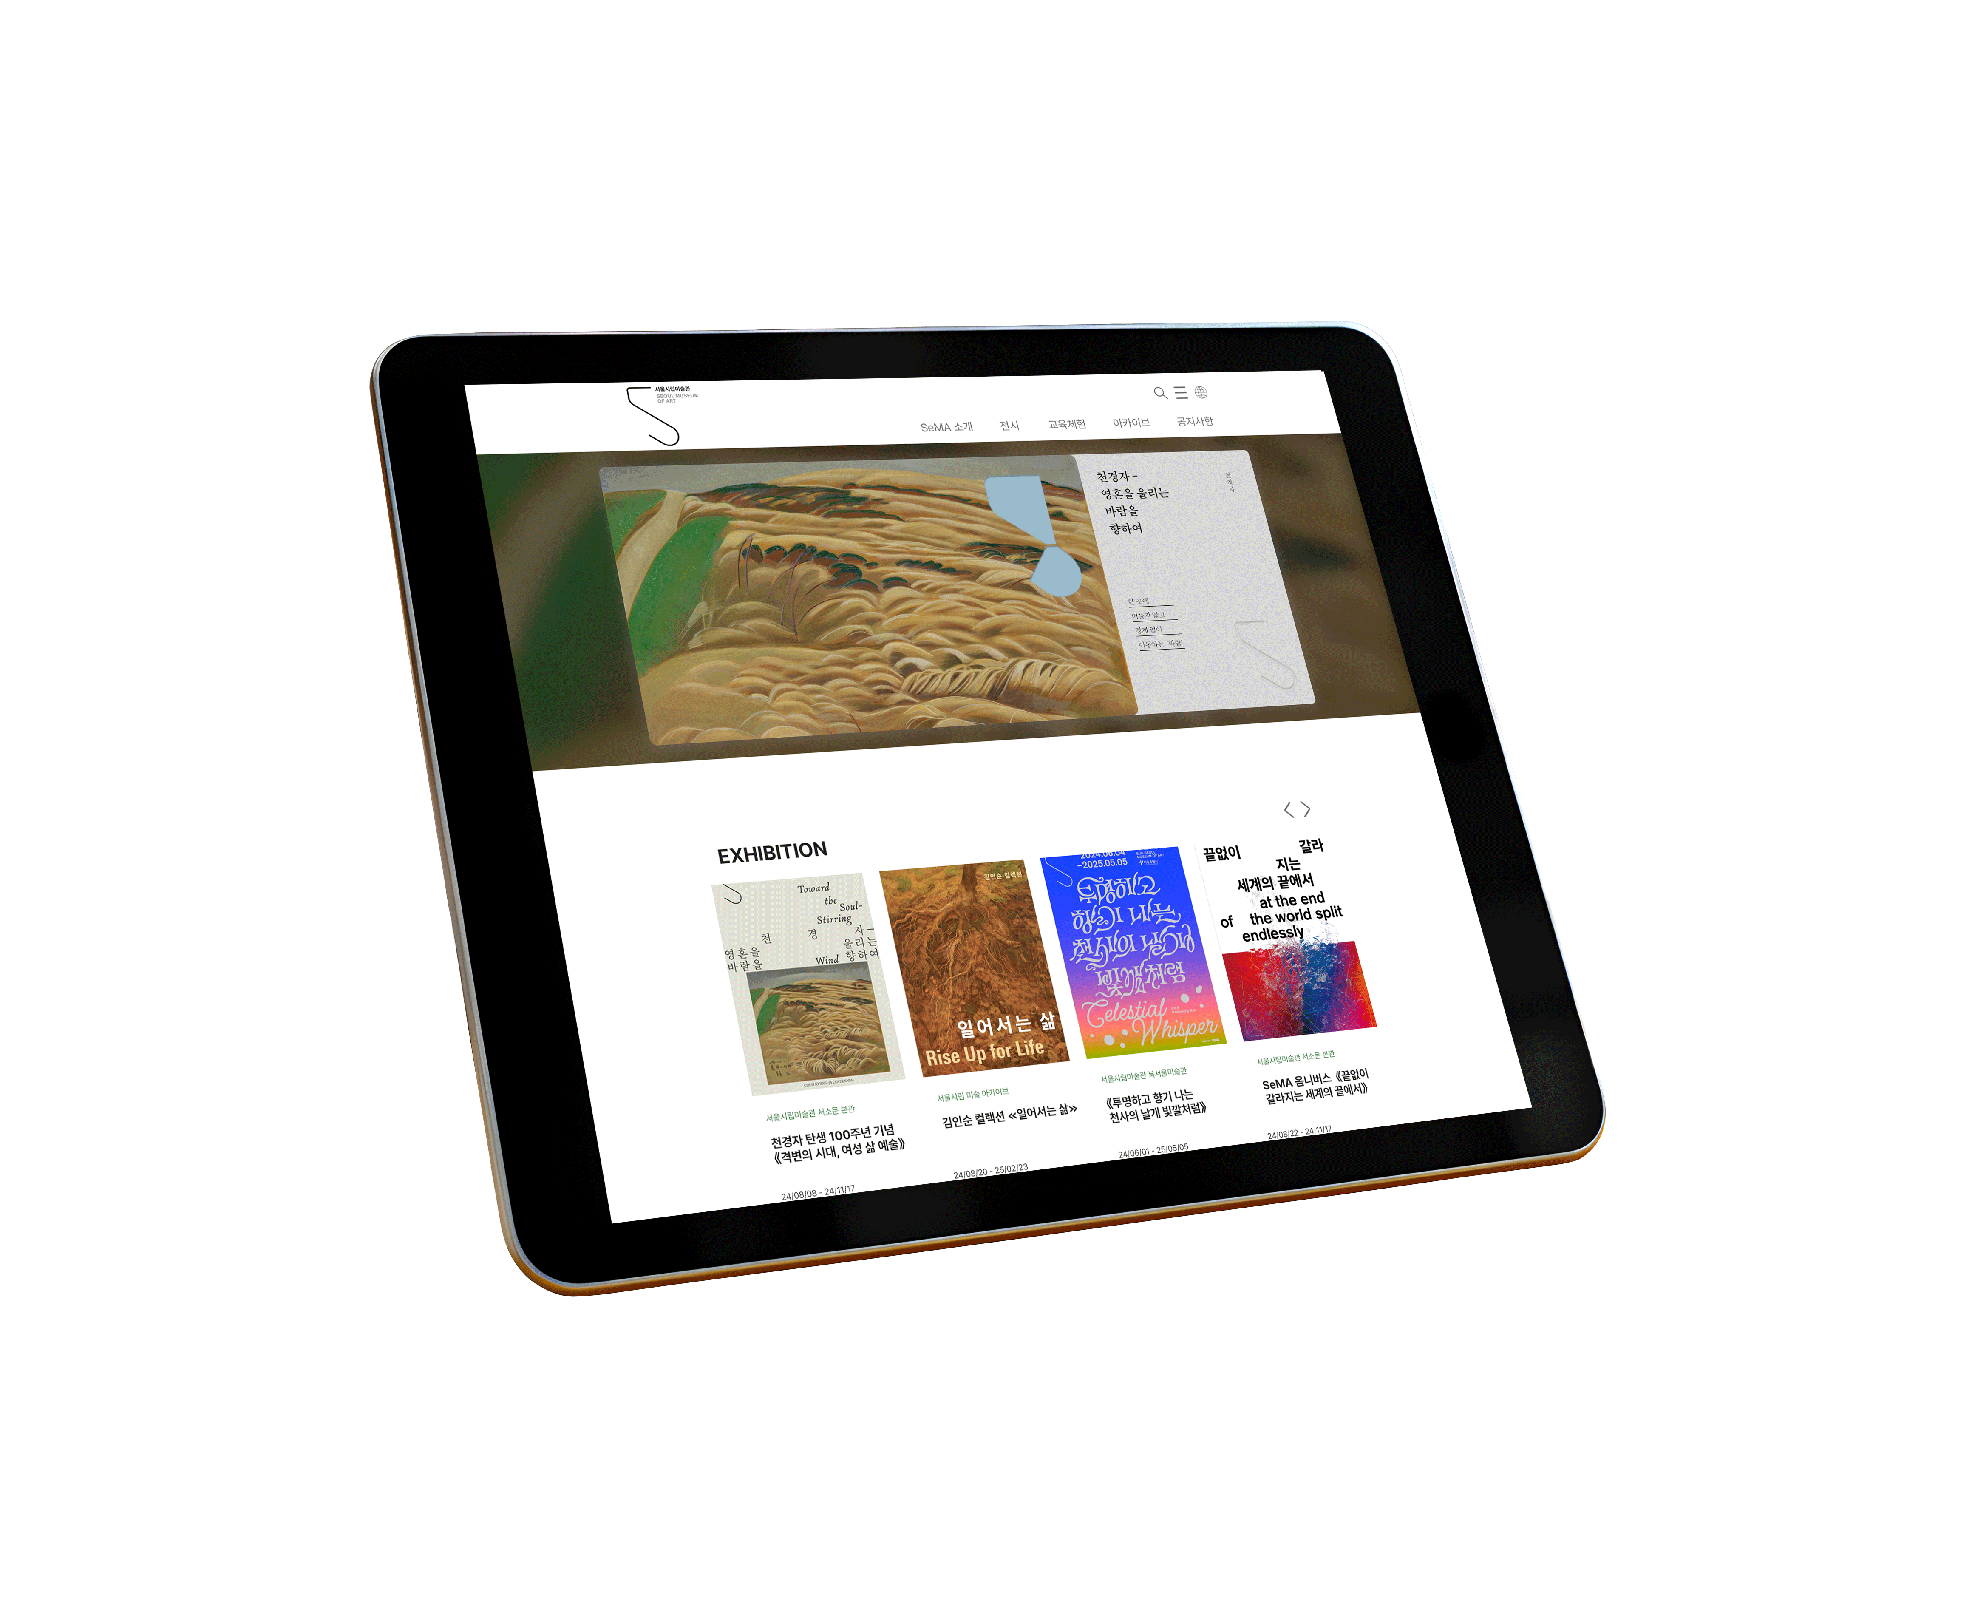 서울시립미술관
SEOUL MUSEUM
OF ART
SeMA 소개 전시 교육체험 아카이브 공지사항
천경자 -
영혼을 울리는
바람을
향하여
EXHIBITION
Toward
the
Soul-
Stirring
천 경 자 –
영혼을 울리는
바람을 Wind 향하여
서울시립미술관 서소문 본관
천경자 탄생 100주년 기념
《격변의 시대, 여성 삶 예술》
24/08/08 - 24/11/17
김인순 컬렉션
일어서는 삶
Rise Up for Life
서울시립 미술 아카이브
김인순 컬랙션 «일어서는 삶»
24/08/20 - 25/02/23
–2025.05.05
투명하고
향기 내는
천사의 날개
빛깔처럼
Celestial
Whisper
서울시립미술관 북서울미술관
《투명하고 향기 나는
천사의 날개 빛깔처럼》
24/06/01 - 25/05/05
끝없이 갈라
지는
세계의 끝에서
at the end
of the world split
endlessly
서울시립미술관 서소문 본관
SeMA 옴니버스 《끝없이
갈라지는 세계의 끝에서》
24/08/22 - 24/11/17